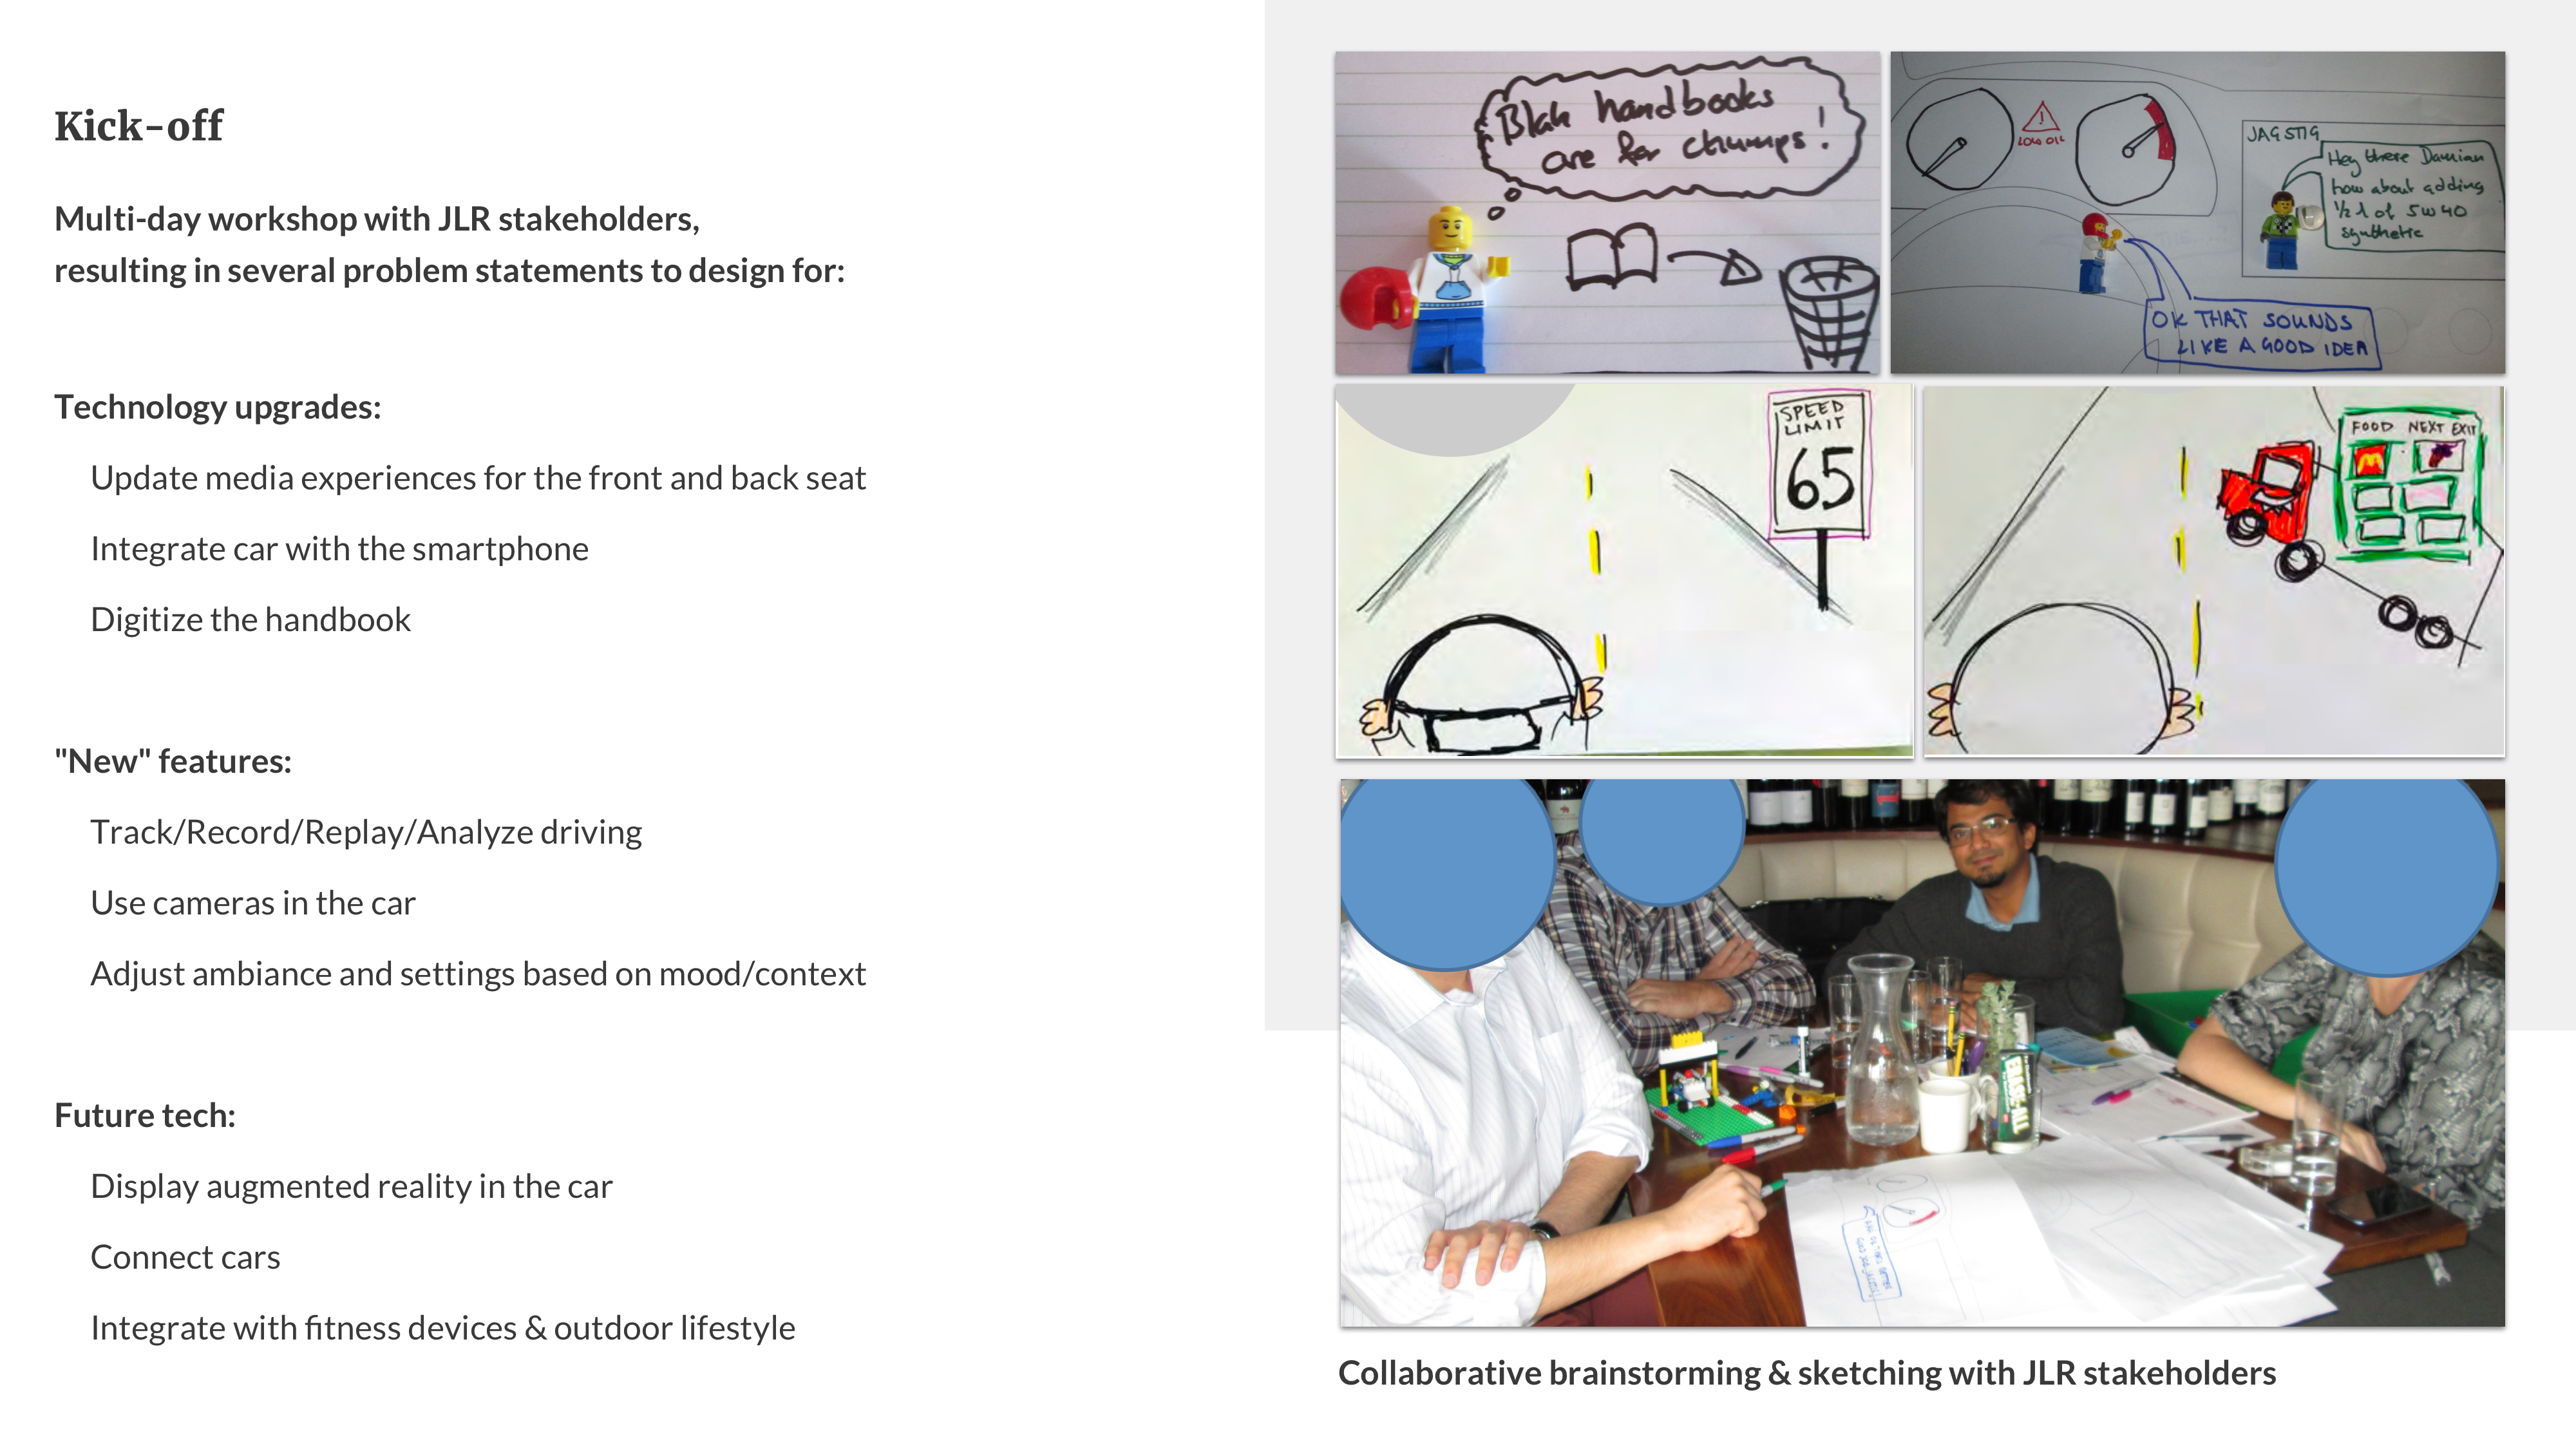 Kick-off
Multi-day workshop with JLR stakeholders,
resulting in several problem statements to design for:
Technology upgrades:
Update media experiences for the front and back seat
Integrate car with the smartphone
Digitize the handbook
"New" features:
Track/Record/Replay/Analyze driving
Use cameras in the car
Adjust ambiance and settings based on mood/context
Future tech:
Display augmented reality in the car
Connect cars
Integrate with fitness devices & outdoor lifestyle
Blah handbooks
are for chumps!
LOW OIL
JAG STIG
Hey there Damian
how about adding
1/2 l of 5W40
synthetic
OK THAT SOUNDS
LIKE A GOOD IDEA
SPEED
LIMIT
65
FOOD NEXT EXIT
Collaborative brainstorming & sketching with JLR stakeholders